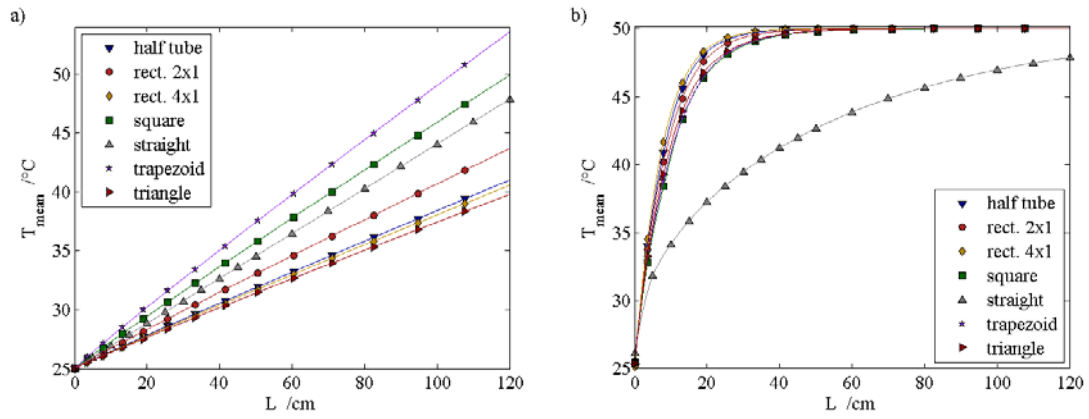 a)
50
45
40
35
30
25
T_mean /°C
half tube
rect. 2x1
rect. 4x1
square
straight
trapezoid
triangle
0 20 40 60 80 100 120
L /cm
b)
50
45
40
35
30
25
T_mean /°C
half tube
rect. 2x1
rect. 4x1
square
straight
trapezoid
triangle
0 20 40 60 80 100 120
L /cm